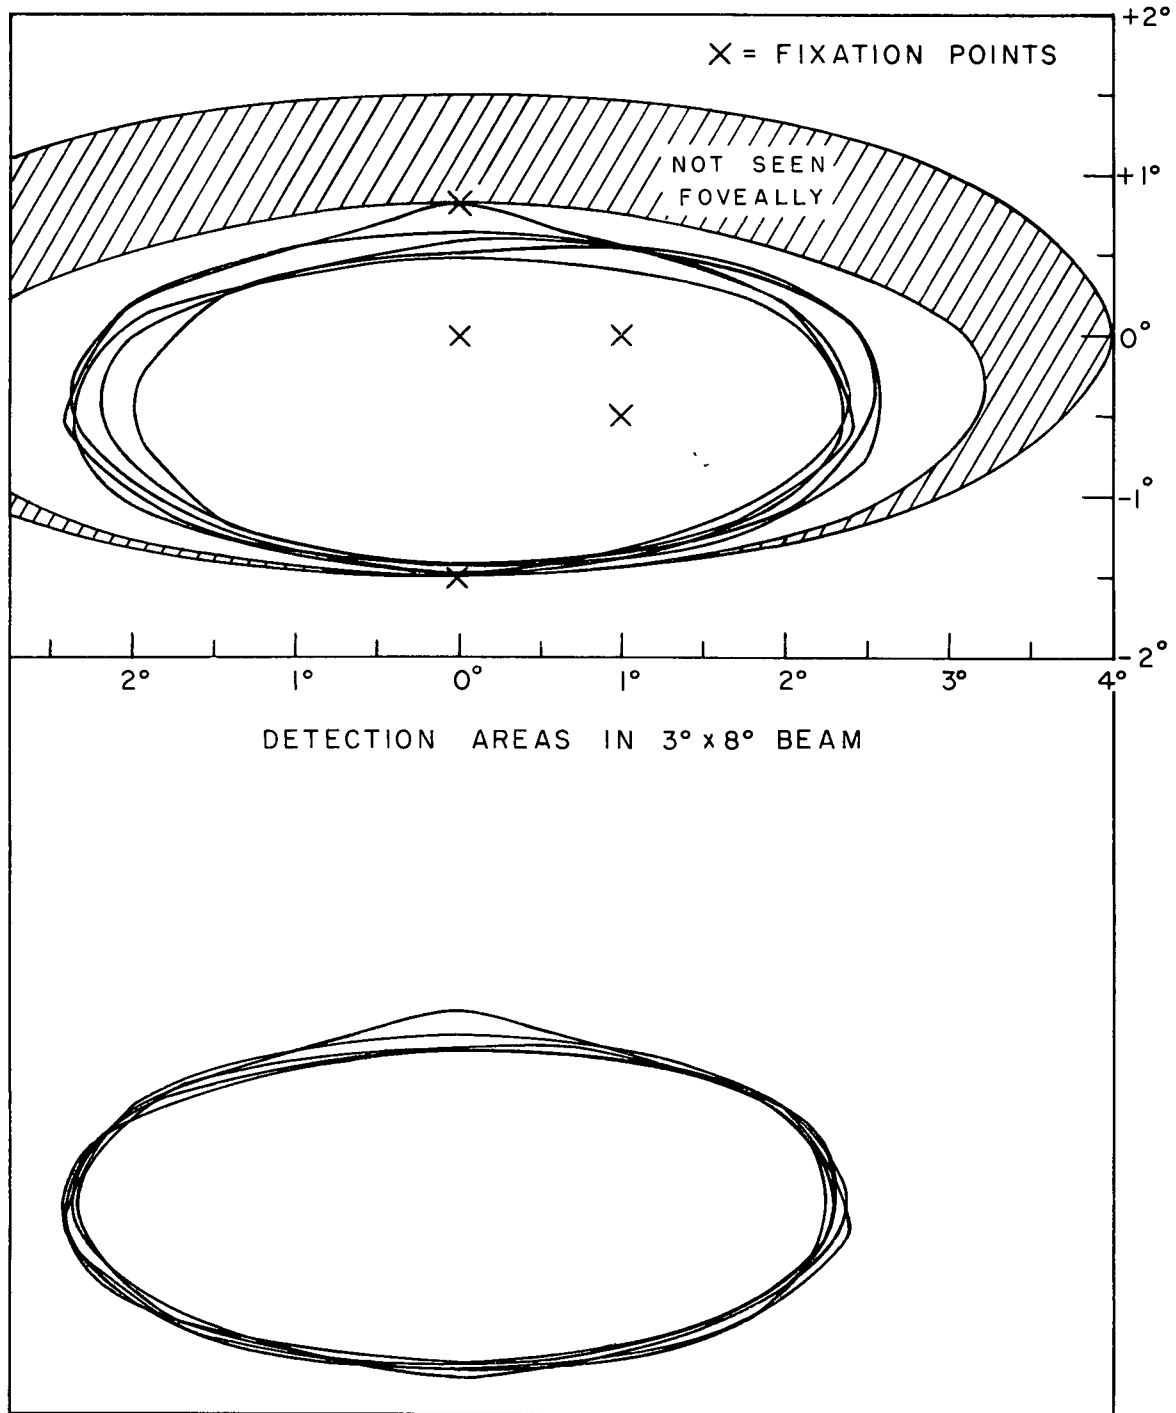 +2°
X = FIXATION POINTS
NOT SEEN
FOVEALLY
+1°
0°
-1°
-2°
2° 1° 0° 1° 2° 3° 4°
DETECTION AREAS IN 3° x 8° BEAM